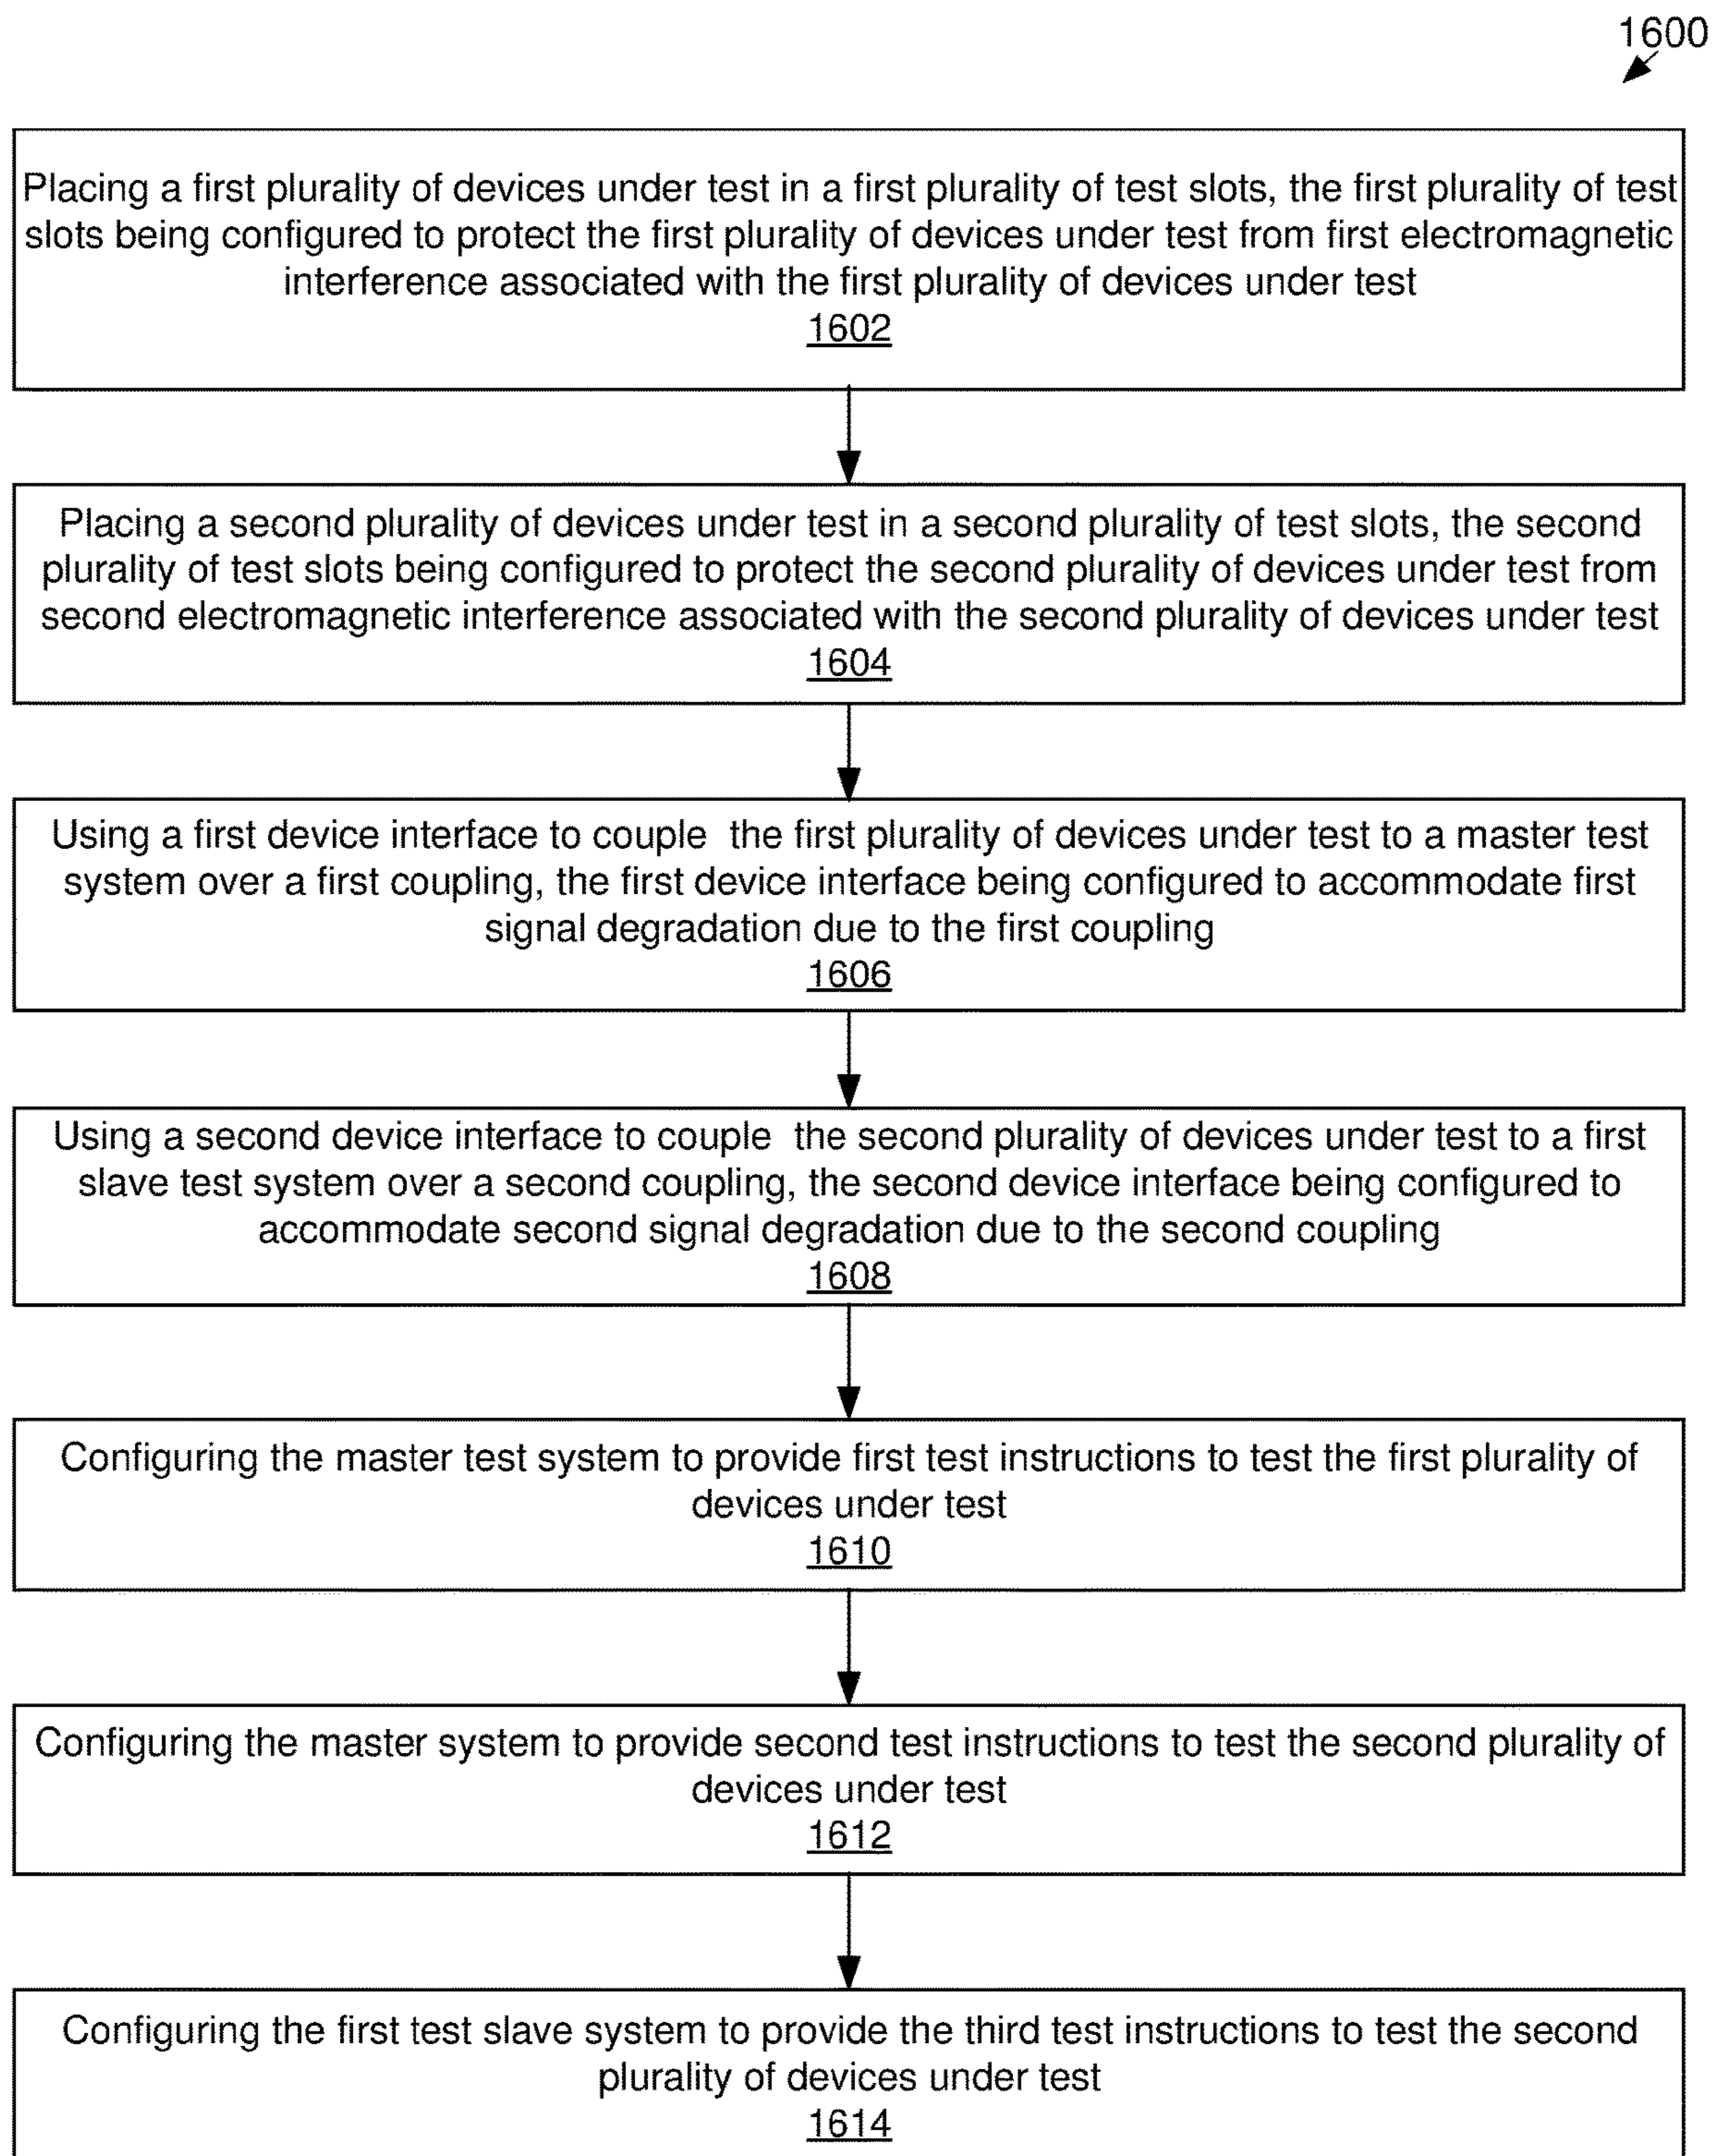 1600
Placing a first plurality of devices under test in a first plurality of test slots, the first plurality of test
slots being configured to protect the first plurality of devices under test from first electromagnetic
interference associated with the first plurality of devices under test
1602
Placing a second plurality of devices under test in a second plurality of test slots, the second
plurality of test slots being configured to protect the second plurality of devices under test from
second electromagnetic interference associated with the second plurality of devices under test
1604
Using a first device interface to couple the first plurality of devices under test to a master test
system over a first coupling, the first device interface being configured to accommodate first
signal degradation due to the first coupling
1606
Using a second device interface to couple the second plurality of devices under test to a first
slave test system over a second coupling, the second device interface being configured to
accommodate second signal degradation due to the second coupling
1608
Configuring the master test system to provide first test instructions to test the first plurality of
devices under test
1610
Configuring the master system to provide second test instructions to test the second plurality of
devices under test
1612
Configuring the first test slave system to provide the third test instructions to test the second
plurality of devices under test
1614